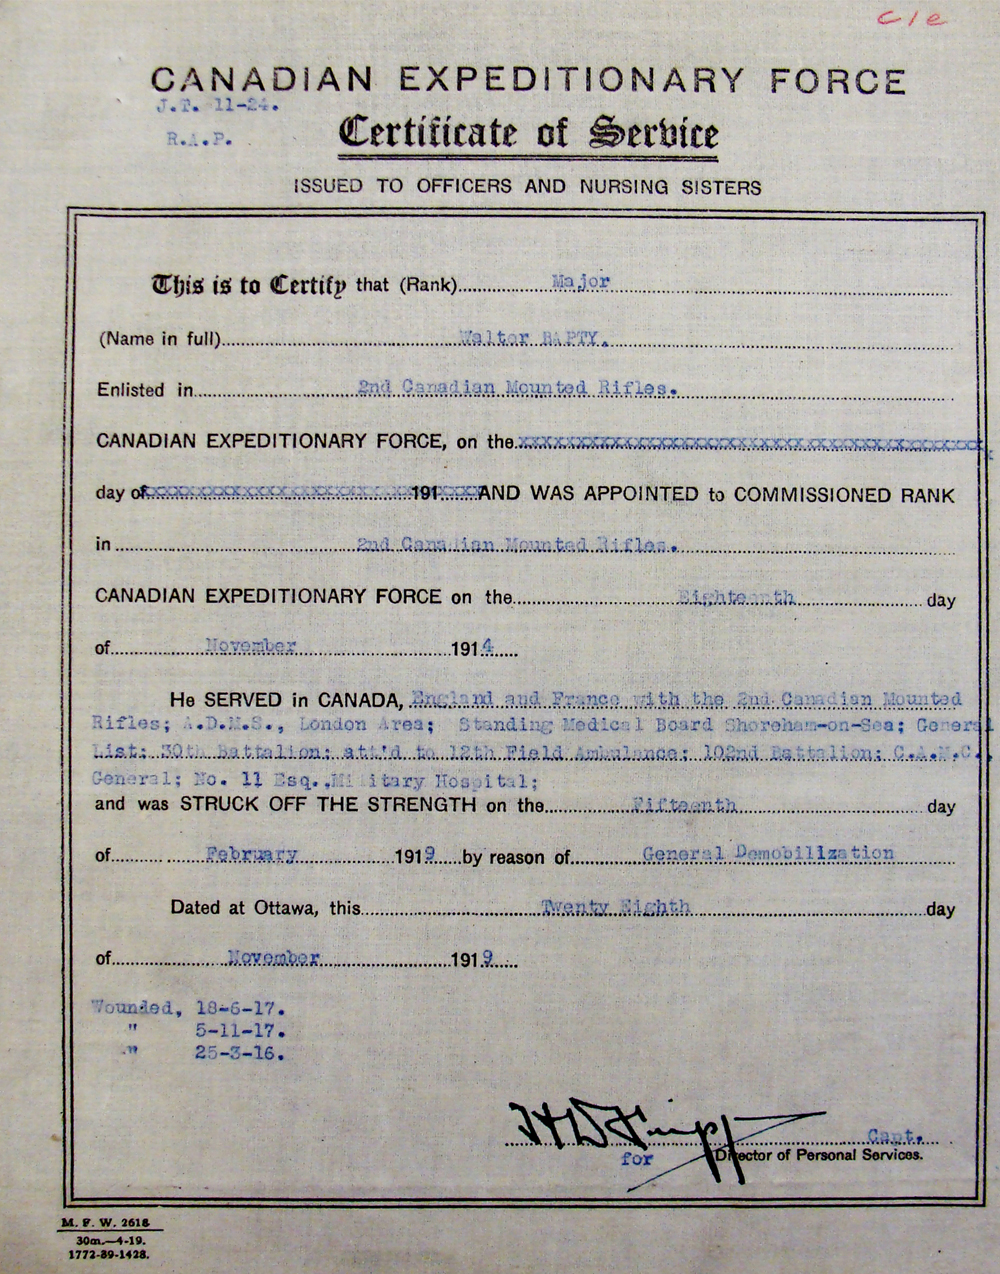 c/e
CANADIAN EXPEDITIONARY FORCE
J.T. 11-24.
Certificate of Service
R.A.P.
ISSUED TO OFFICERS AND NURSING SISTERS
This is to Certify that (Rank) Major
(Name in full) Walter BAPTY.
Enlisted in 2nd Canadian Mounted Rifles.
CANADIAN EXPEDITIONARY FORCE, on the xxxxxxxxxxxxxxxxxxxxxxxxxxxxxxxxxxxxxxx
day of xxxxxxxxxxxxxxxxxxxxxxx 191 xxxx AND WAS APPOINTED to COMMISSIONED RANK
in 2nd Canadian Mounted Rifles.
CANADIAN EXPEDITIONARY FORCE on the Eighteenth day
of November 1914
He SERVED in CANADA, England and France with the 2nd Canadian Mounted
Rifles; A.D.M.S., London Area; Standing Medical Board Shoreham-on-Sea; General
List; 30th Battalion; att'd to 12th Field Ambulance; 102nd Battalion; C.A.M.C.,
General; No. 11 Esq., Military Hospital;
and was STRUCK OFF THE STRENGTH on the Fifteenth day
of February 1919 by reason of General Demobilization
Dated at Ottawa, this Twenty Eighth day
of November 1919
Wounded, 18-6-17.
" 5-11-17.
" 25-3-16.
Capt.
for Director of Personal Services.
M. F. W. 2618
30m.—4-19.
1772-89-1428.